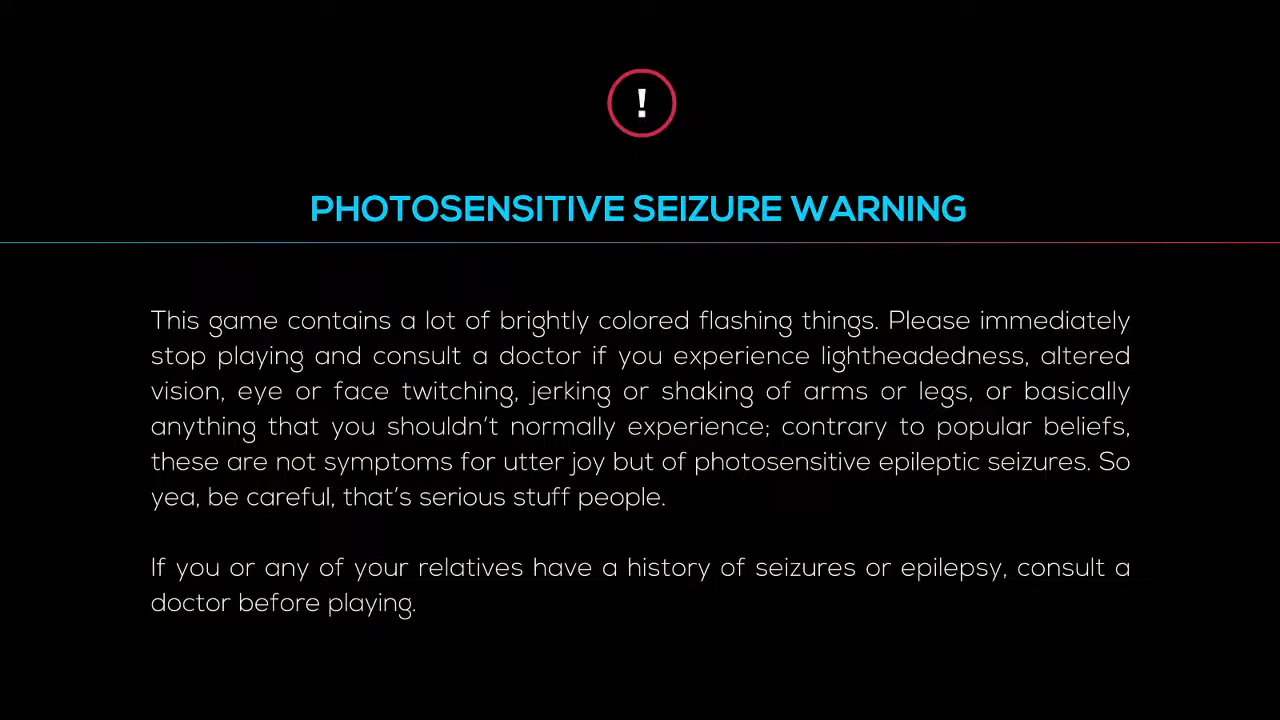 !
PHOTOSENSITIVE SEIZURE WARNING
This game contains a lot of brightly colored flashing things. Please immediately
stop playing and consult a doctor if you experience lightheadedness, altered
vision, eye or face twitching, jerking or shaking of arms or legs, or basically
anything that you shouldn't normally experience; contrary to popular beliefs,
these are not symptoms for utter joy but of photosensitive epileptic seizures. So
yea, be careful, that's serious stuff people.
If you or any of your relatives have a history of seizures or epilepsy, consult a
doctor before playing.